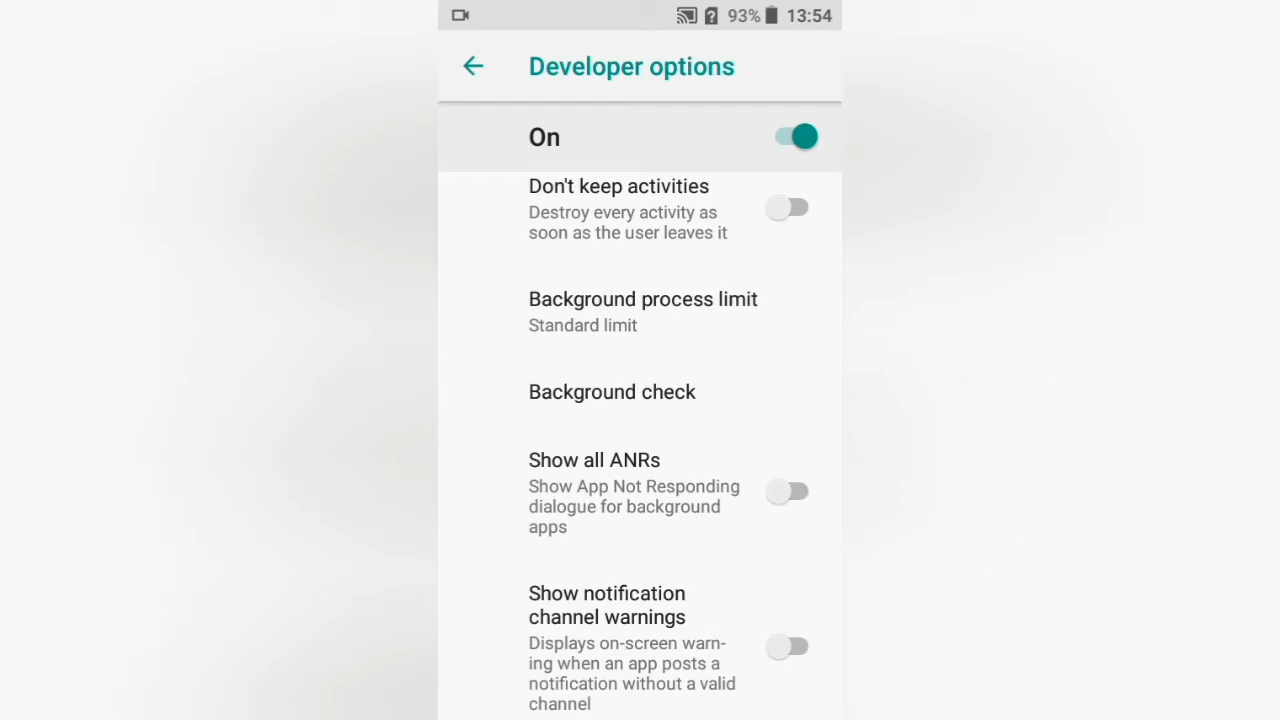 93% 13:54
Developer options
On
Don't keep activities
Destroy every activity as
soon as the user leaves it
Background process limit
Standard limit
Background check
Show all ANRs
Show App Not Responding
dialogue for background
apps
Show notification
channel warnings
Displays on-screen warn-
ing when an app posts a
notification without a valid
channel